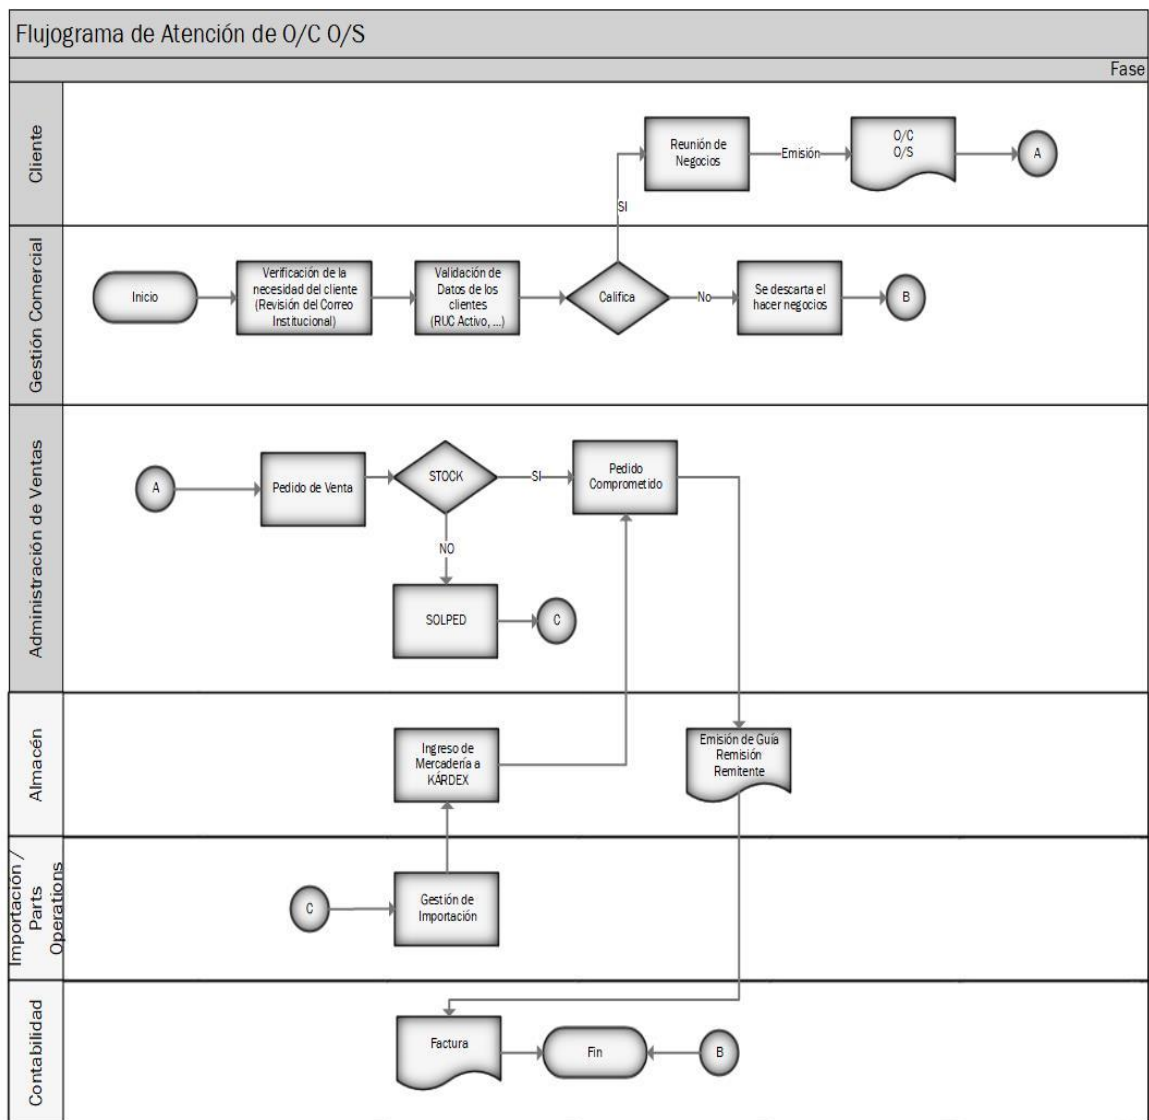 Flujograma de Atención de O/C O/S
Fase
Cliente
Reunión de
Negocios
Emisión
O/C
O/S
A
SI
Gestión Comercial
Inicio
Verificación de la
necesidad del cliente
(Revisión del Correo
Institucional)
Validación de
Datos de los
clientes
(RUC Activo, ...)
Califica
No
Se descarta el
hacer negocios
B
Administración de Ventas
A
Pedido de Venta
STOCK
SI
Pedido
Comprometido
NO
SOLPED
C
Almacén
Ingreso de
Mercadería a
KÁRDEX
Emisión de Guía
Remisión
Remitente
Importación /
Parts
Operations
C
Gestión de
Importación
Contabilidad
Factura
Fin
B